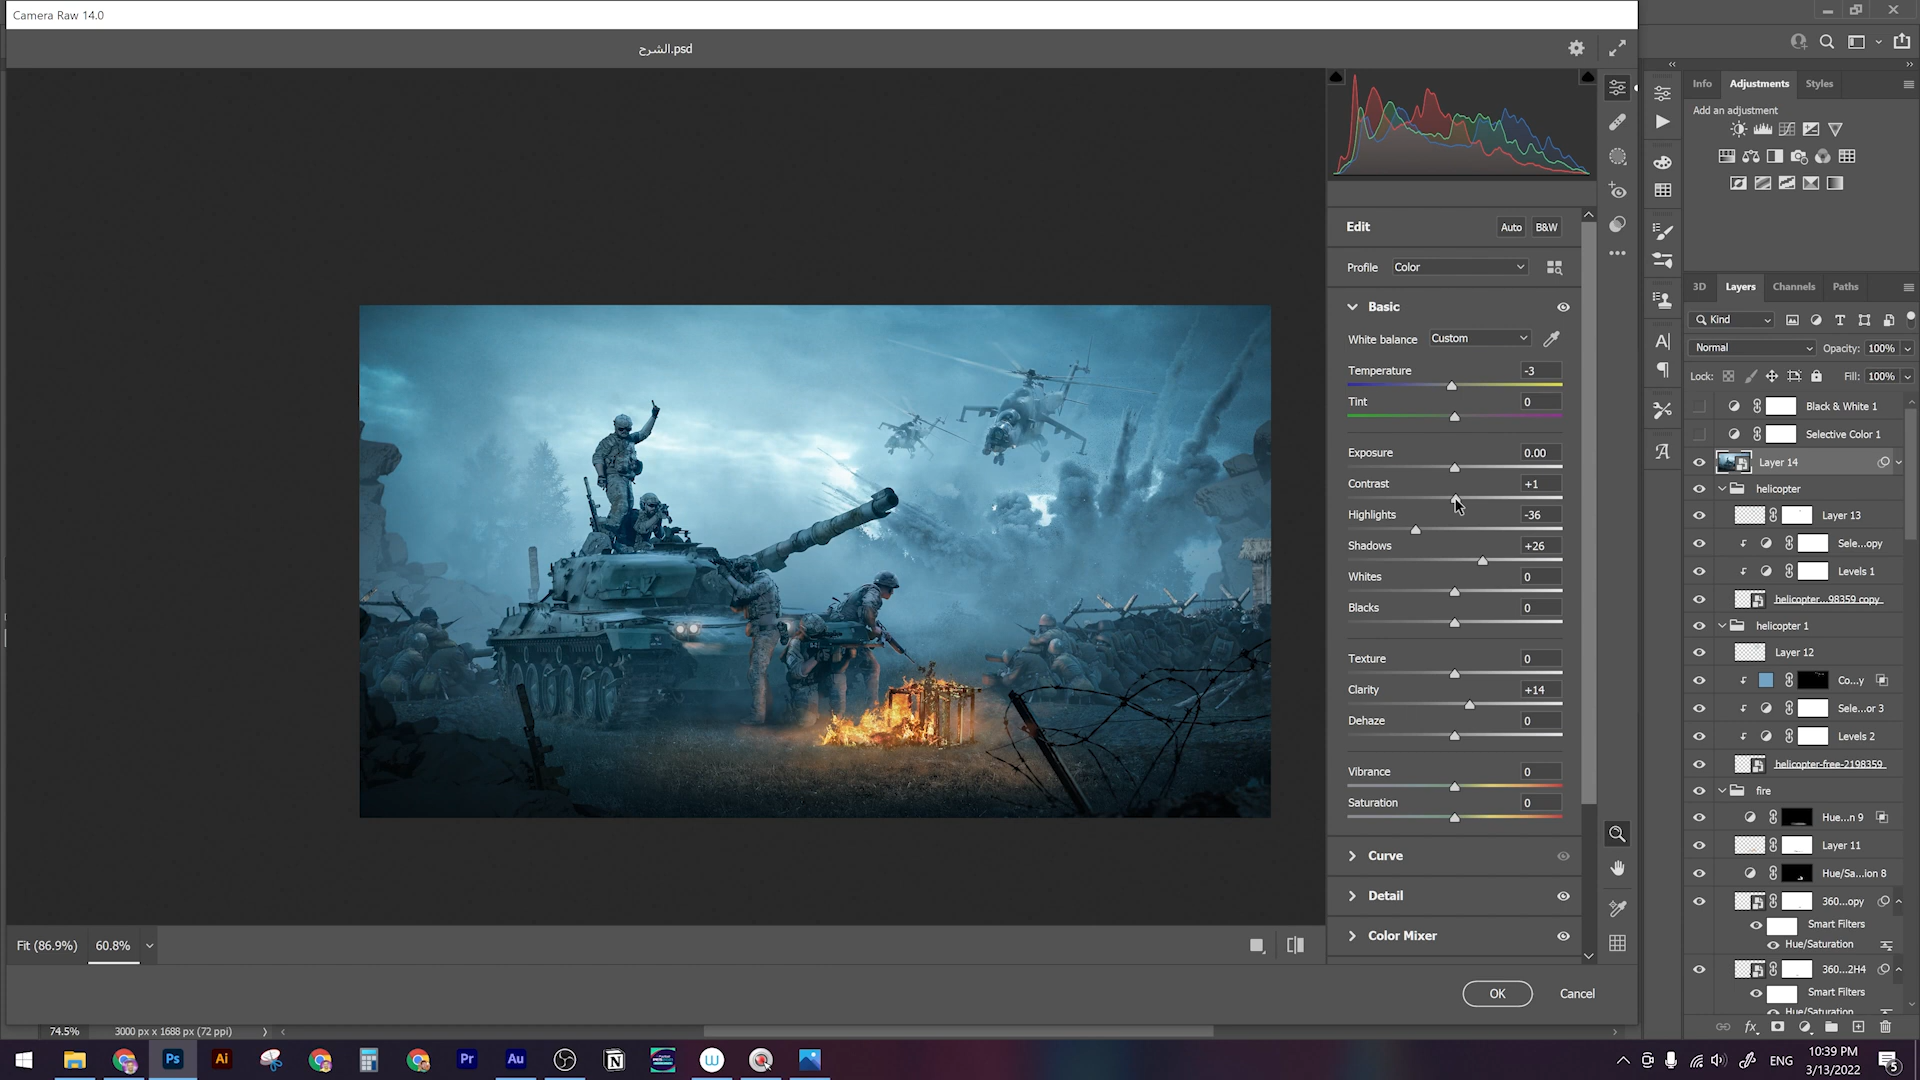 Camera Raw 14.0
الشرح.psd
Edit
Auto
B&W
Profile
Color
Basic
White balance
Custom
Temperature
-3
Tint
0
Exposure
0.00
Contrast
+1
Highlights
-36
Shadows
+26
Whites
0
Blacks
0
Texture
0
Clarity
+14
Dehaze
0
Vibrance
0
Saturation
0
Curve
Detail
Color Mixer
Fit (86.9%)
60.8%
OK
Cancel
Info
Adjustments
Styles
Add an adjustment
3D
Layers
Channels
Paths
Kind
Normal
Opacity:
100%
Lock:
Fill:
100%
Black & White 1
Selective Color 1
Layer 14
helicopter
Layer 13
Sele...opy
Levels 1
helicopter...98359 copy
helicopter 1
Layer 12
Co...y
Sele...or 3
Levels 2
helicopter-free-2198359
fire
Hue...n 9
Layer 11
Hue/Sa...ion 8
360...opy
Smart Filters
Hue/Saturation
360...2H4
Smart Filters
Hue/Saturation
74.5%
3000 px x 1688 px (72 ppi)
Ps
Ai
Pr
Au
ENG
10:39 PM
3/13/2022
5